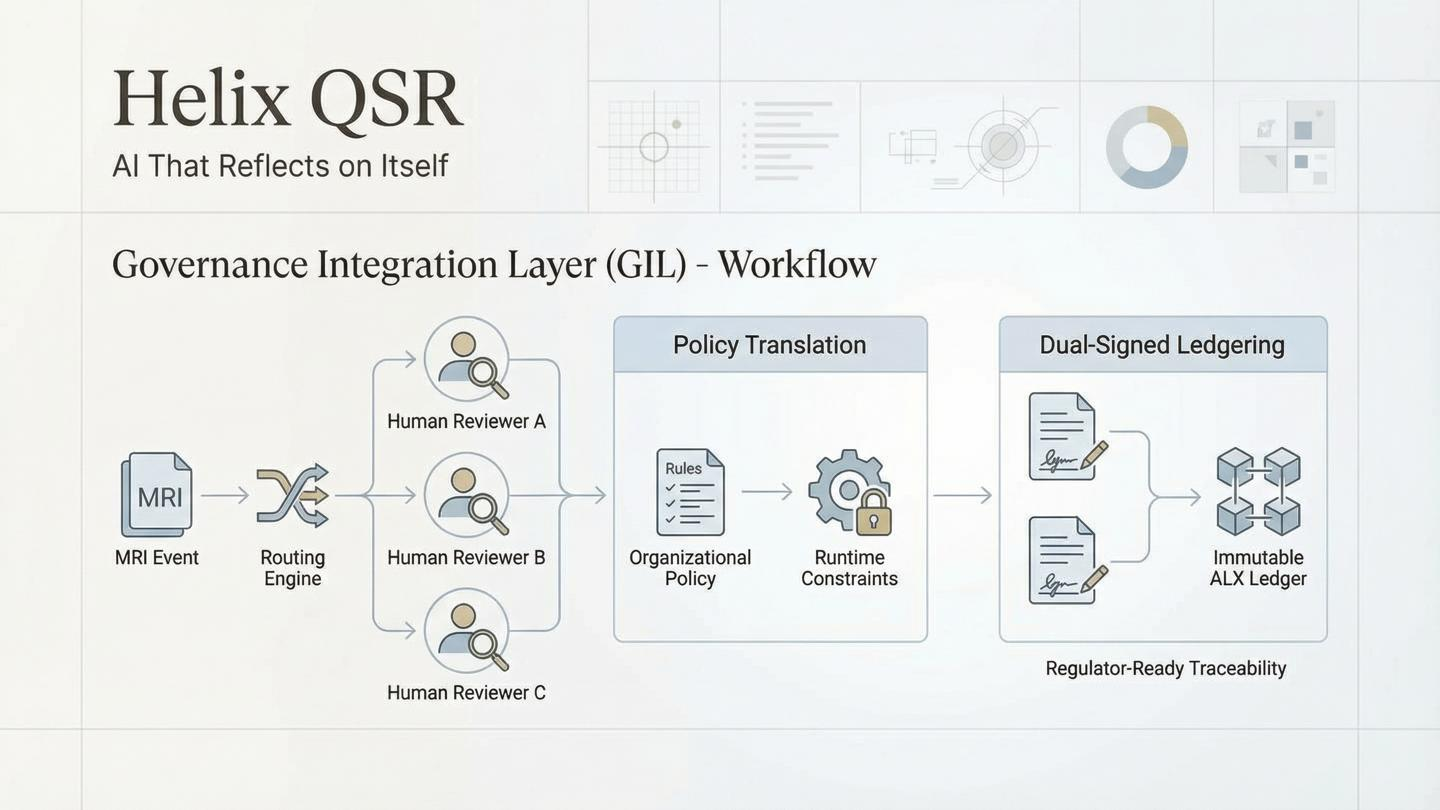 Helix QSR
AI That Reflects on Itself
Governance Integration Layer (GIL) - Workflow
MRI
MRI Event
Routing
Engine
Human Reviewer A
Human Reviewer B
Human Reviewer C
Policy Translation
Rules
Organizational
Policy
Runtime
Constraints
Dual-Signed Ledgering
Immutable
ALX Ledger
Regulator-Ready Traceability